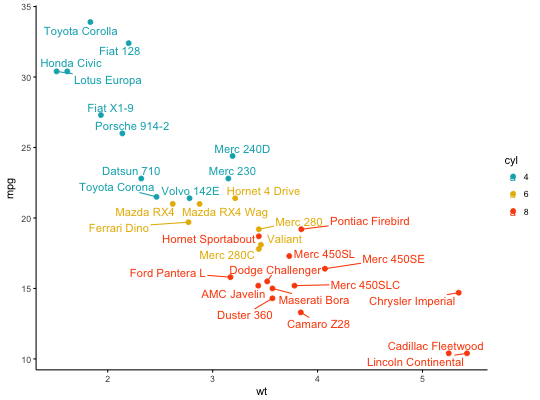 35
Toyota Corolla
Fiat 128
Honda Civic
30
Lotus Europa
Fiat X1-9
Porsche 914-2
25
Merc 240D
Datsun 710
Merc 230
Toyota Corona
Volvo 142E
Hornet 4 Drive
20
Mazda RX4
Mazda RX4 Wag
Ferrari Dino
Merc 280
Pontiac Firebird
Hornet Sportabout
Valiant
Merc 280C
Merc 450SL
Merc 450SE
Ford Pantera L
Dodge Challenger
Merc 450SLC
15
AMC Javelin
Maserati Bora
Chrysler Imperial
Duster 360
Camaro Z28
Cadillac Fleetwood
Lincoln Continental
10
2
3
4
5
wt
mpg
cyl
4
6
8